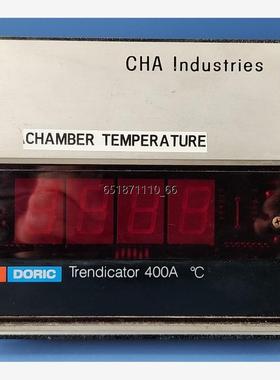 CHA Industries
CHAMBER TEMPERATURE
651871110_66
DORIC Trendicator 400A °C